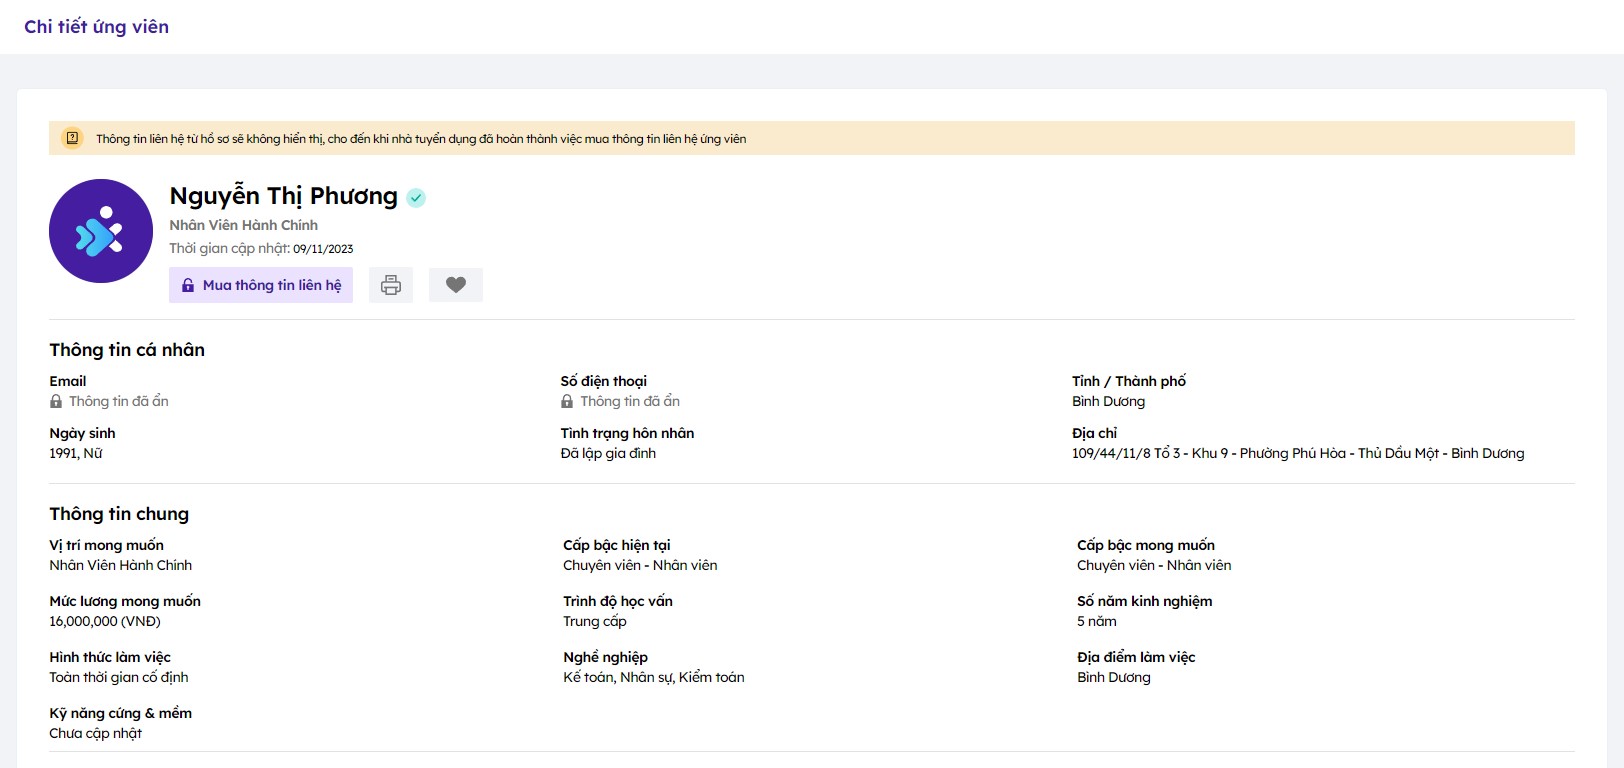 Chi tiết ứng viên
Thông tin liên hệ từ hồ sơ sẽ không hiển thị, cho đến khi nhà tuyển dụng đã hoàn thành việc mua thông tin liên hệ ứng viên
Nguyễn Thị Phương
Nhân Viên Hành Chính
Thời gian cập nhật: 09/11/2023
Mua thông tin liên hệ
Thông tin cá nhân
Email
Thông tin đã ẩn
Số điện thoại
Thông tin đã ẩn
Tỉnh / Thành phố
Bình Dương
Ngày sinh
1991, Nữ
Tình trạng hôn nhân
Đã lập gia đình
Địa chỉ
109/44/11/8 Tổ 3 - Khu 9 - Phường Phú Hòa - Thủ Dầu Một - Bình Dương
Thông tin chung
Vị trí mong muốn
Nhân Viên Hành Chính
Cấp bậc hiện tại
Chuyên viên - Nhân viên
Cấp bậc mong muốn
Chuyên viên - Nhân viên
Mức lương mong muốn
16,000,000 (VNĐ)
Trình độ học vấn
Trung cấp
Số năm kinh nghiệm
5 năm
Hình thức làm việc
Toàn thời gian cố định
Nghề nghiệp
Kế toán, Nhân sự, Kiểm toán
Địa điểm làm việc
Bình Dương
Kỹ năng cứng & mềm
Chưa cập nhật